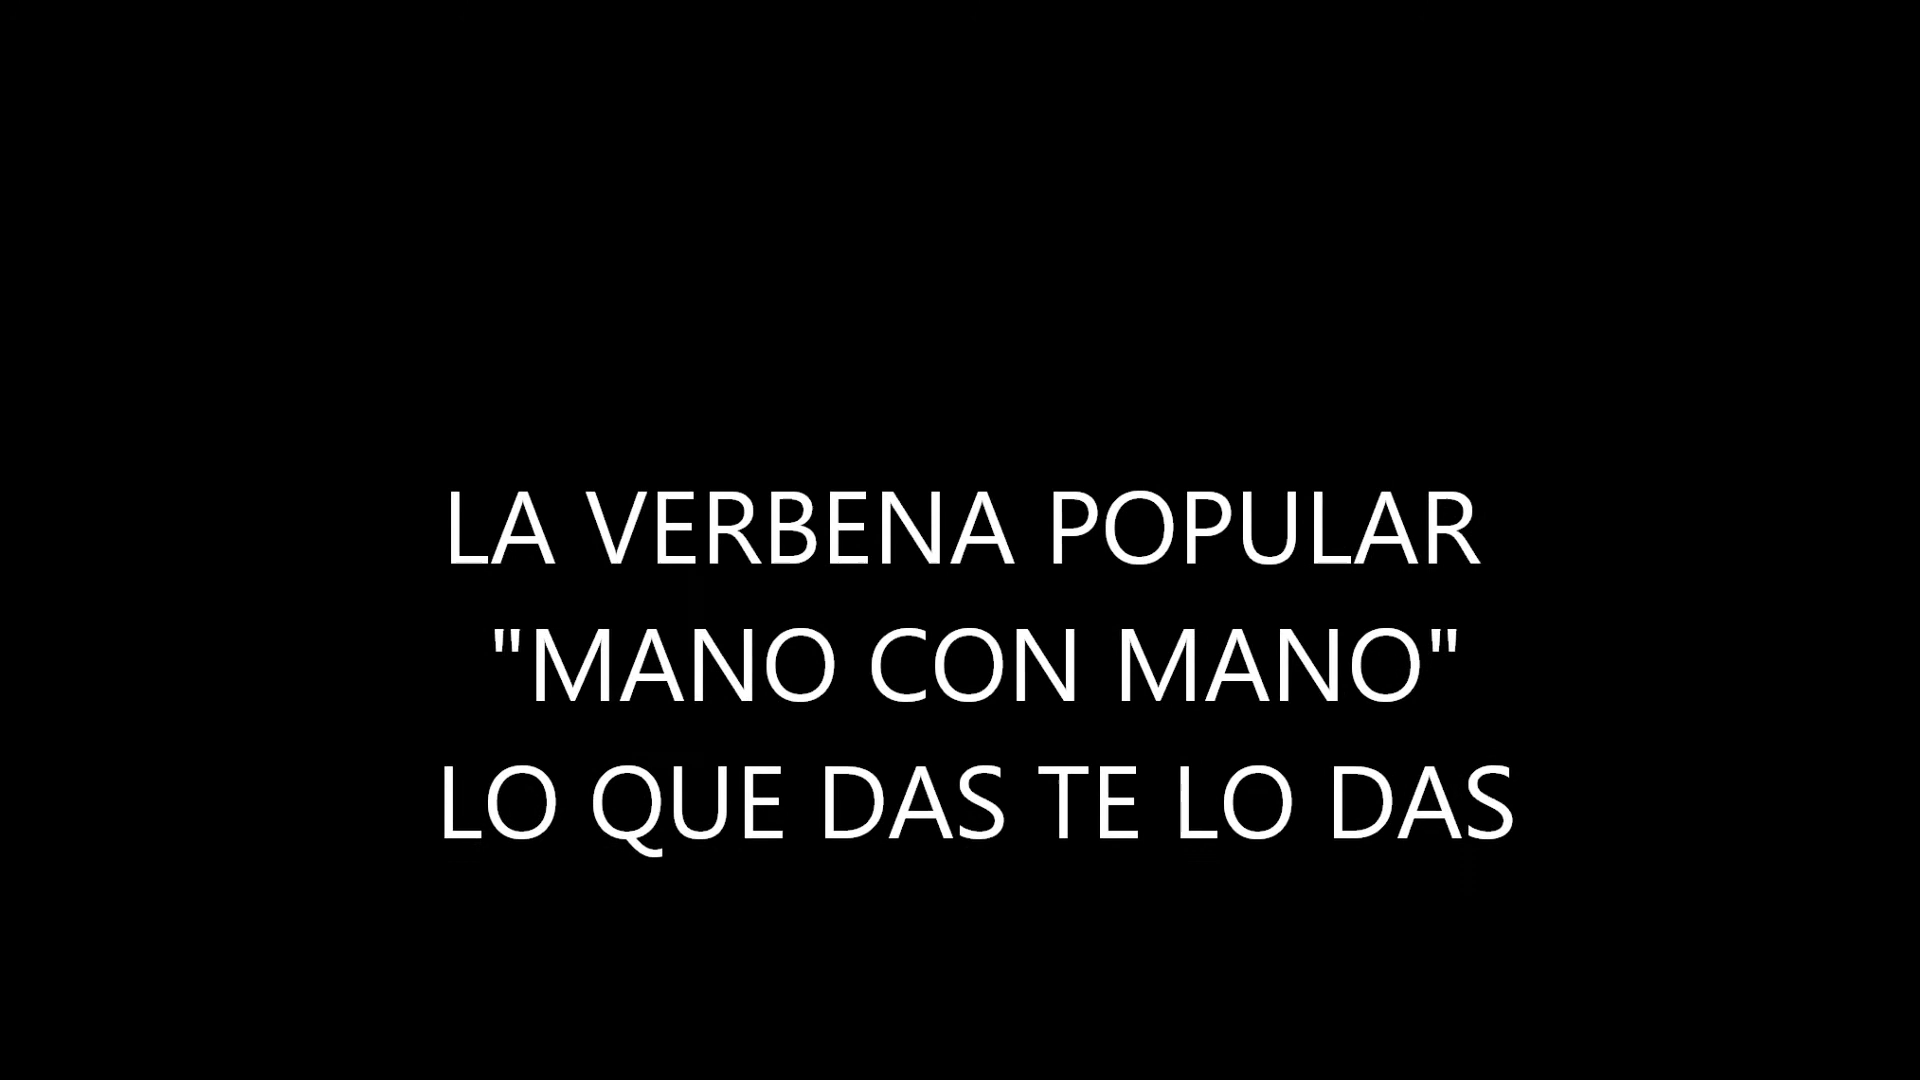 LA VERBENA POPULAR
"MANO CON MANO"
LO QUE DAS TE LO DAS